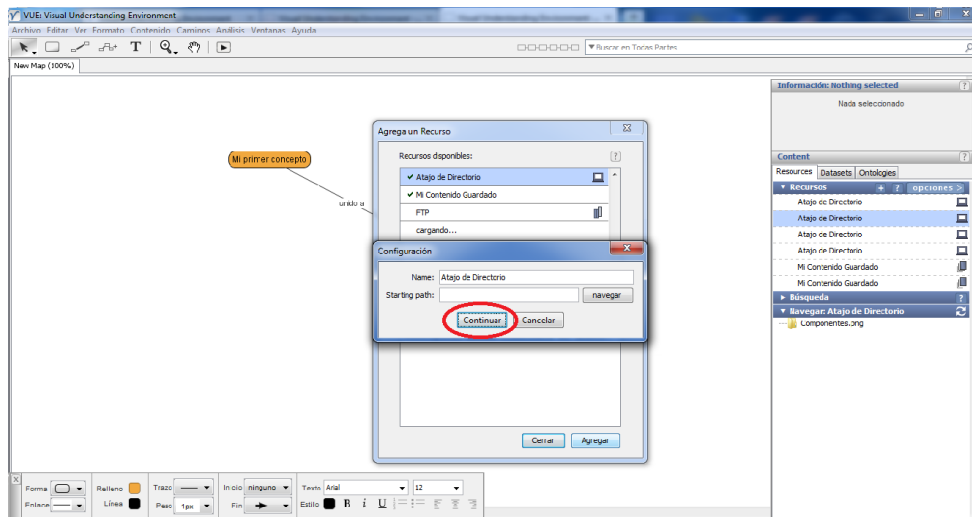 VUE: Visual Understanding Environment
Archivo Editar Ver Formato Contenido Caminos Análisis Ventanas Ayuda
T
Buscar en Todas Partes
New Map (100%)
Información: Nothing selected
Nada seleccionado
Mi primer concepto
unido a
Agrega un Recurso
Recursos disponibles:
Atajo de Directorio
Mi Contenido Guardado
FTP
cargando...
Configuración
Name: Atajo de Directorio
Starting path: navegar
Continuar Cancelar
Cerrar Agregar
Content
Resources Datasets Ontologies
Recursos + ? opciones >
Atajo de Directorio
Atajo de Directorio
Atajo de Directorio
Atajo de Directorio
Mi Contenido Guardado
Mi Contenido Guardado
Búsqueda ?
Navegar: Atajo de Directorio
Componentes.png
Forma Relleno Trazo Inicio ninguno Texto Arial 12
Enlace Línea Peso 1px Fin Estilo B i U